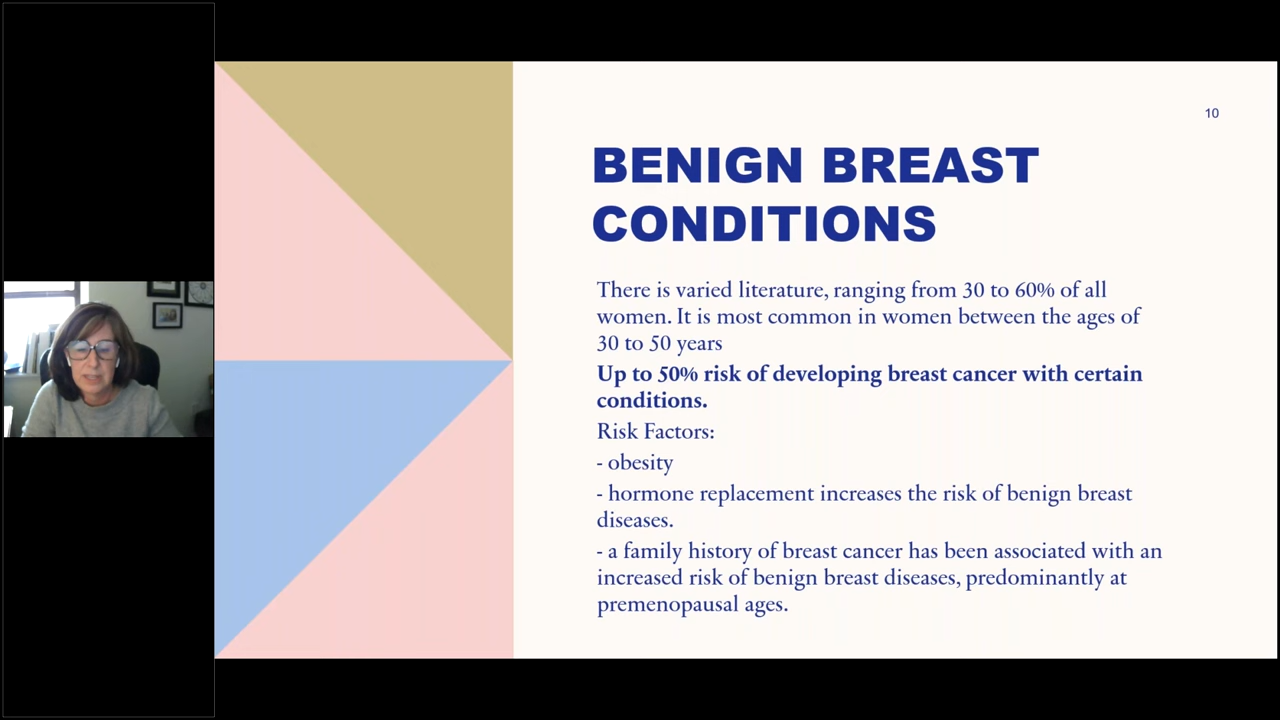 10
BENIGN BREAST
CONDITIONS
There is varied literature, ranging from 30 to 60% of all
women. It is most common in women between the ages of
30 to 50 years
Up to 50% risk of developing breast cancer with certain
conditions.
Risk Factors:
- obesity
- hormone replacement increases the risk of benign breast
diseases.
- a family history of breast cancer has been associated with an
increased risk of benign breast diseases, predominantly at
premenopausal ages.